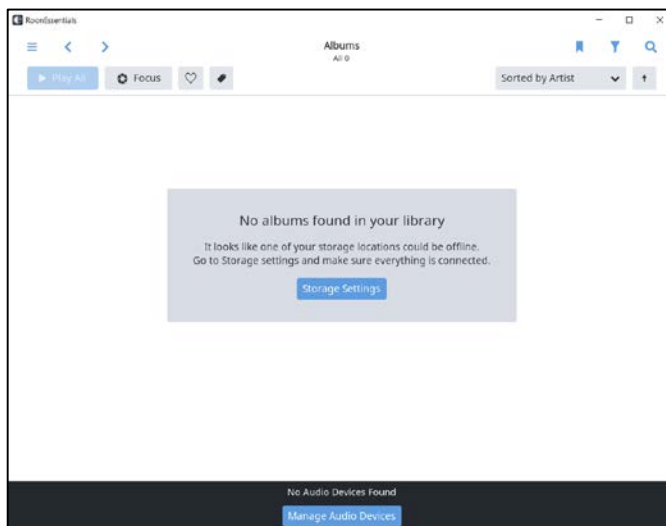 RoonEssentials
Albums
All 0
Play All
Focus
Sorted by Artist
No albums found in your library
It looks like one of your storage locations could be offline.
Go to Storage settings and make sure everything is connected.
Storage Settings
No Audio Devices Found
Manage Audio Devices